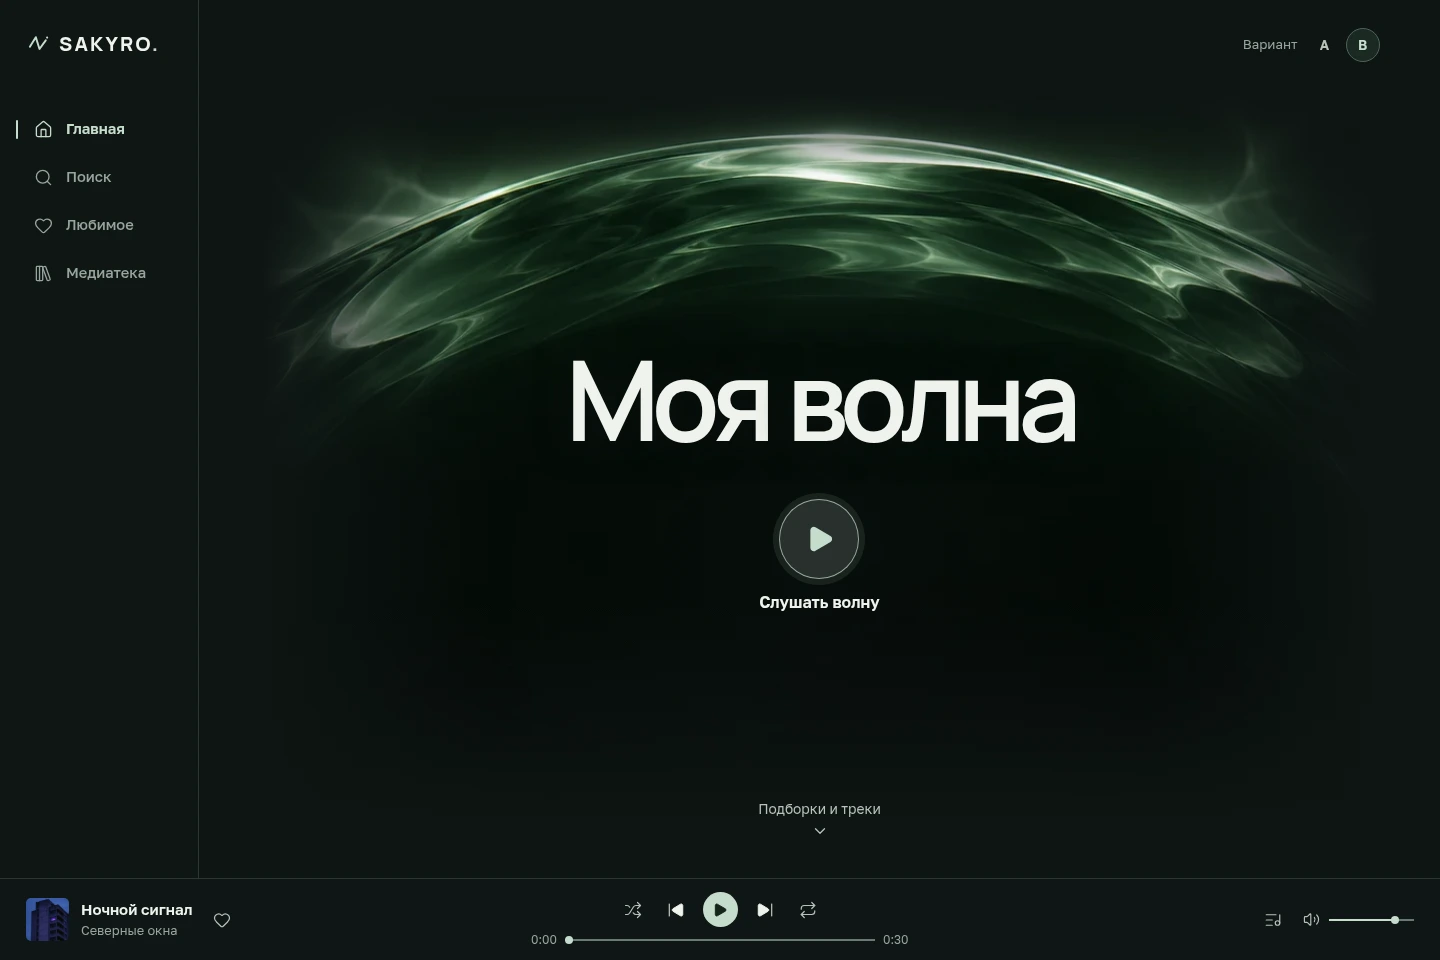 SAKYRO.
Вариант A B
Главная
Поиск
Любимое
Медиатека
Моя волна
Слушать волну
Подборки и треки
Ночной сигнал
Северные окна
0:00 0:30